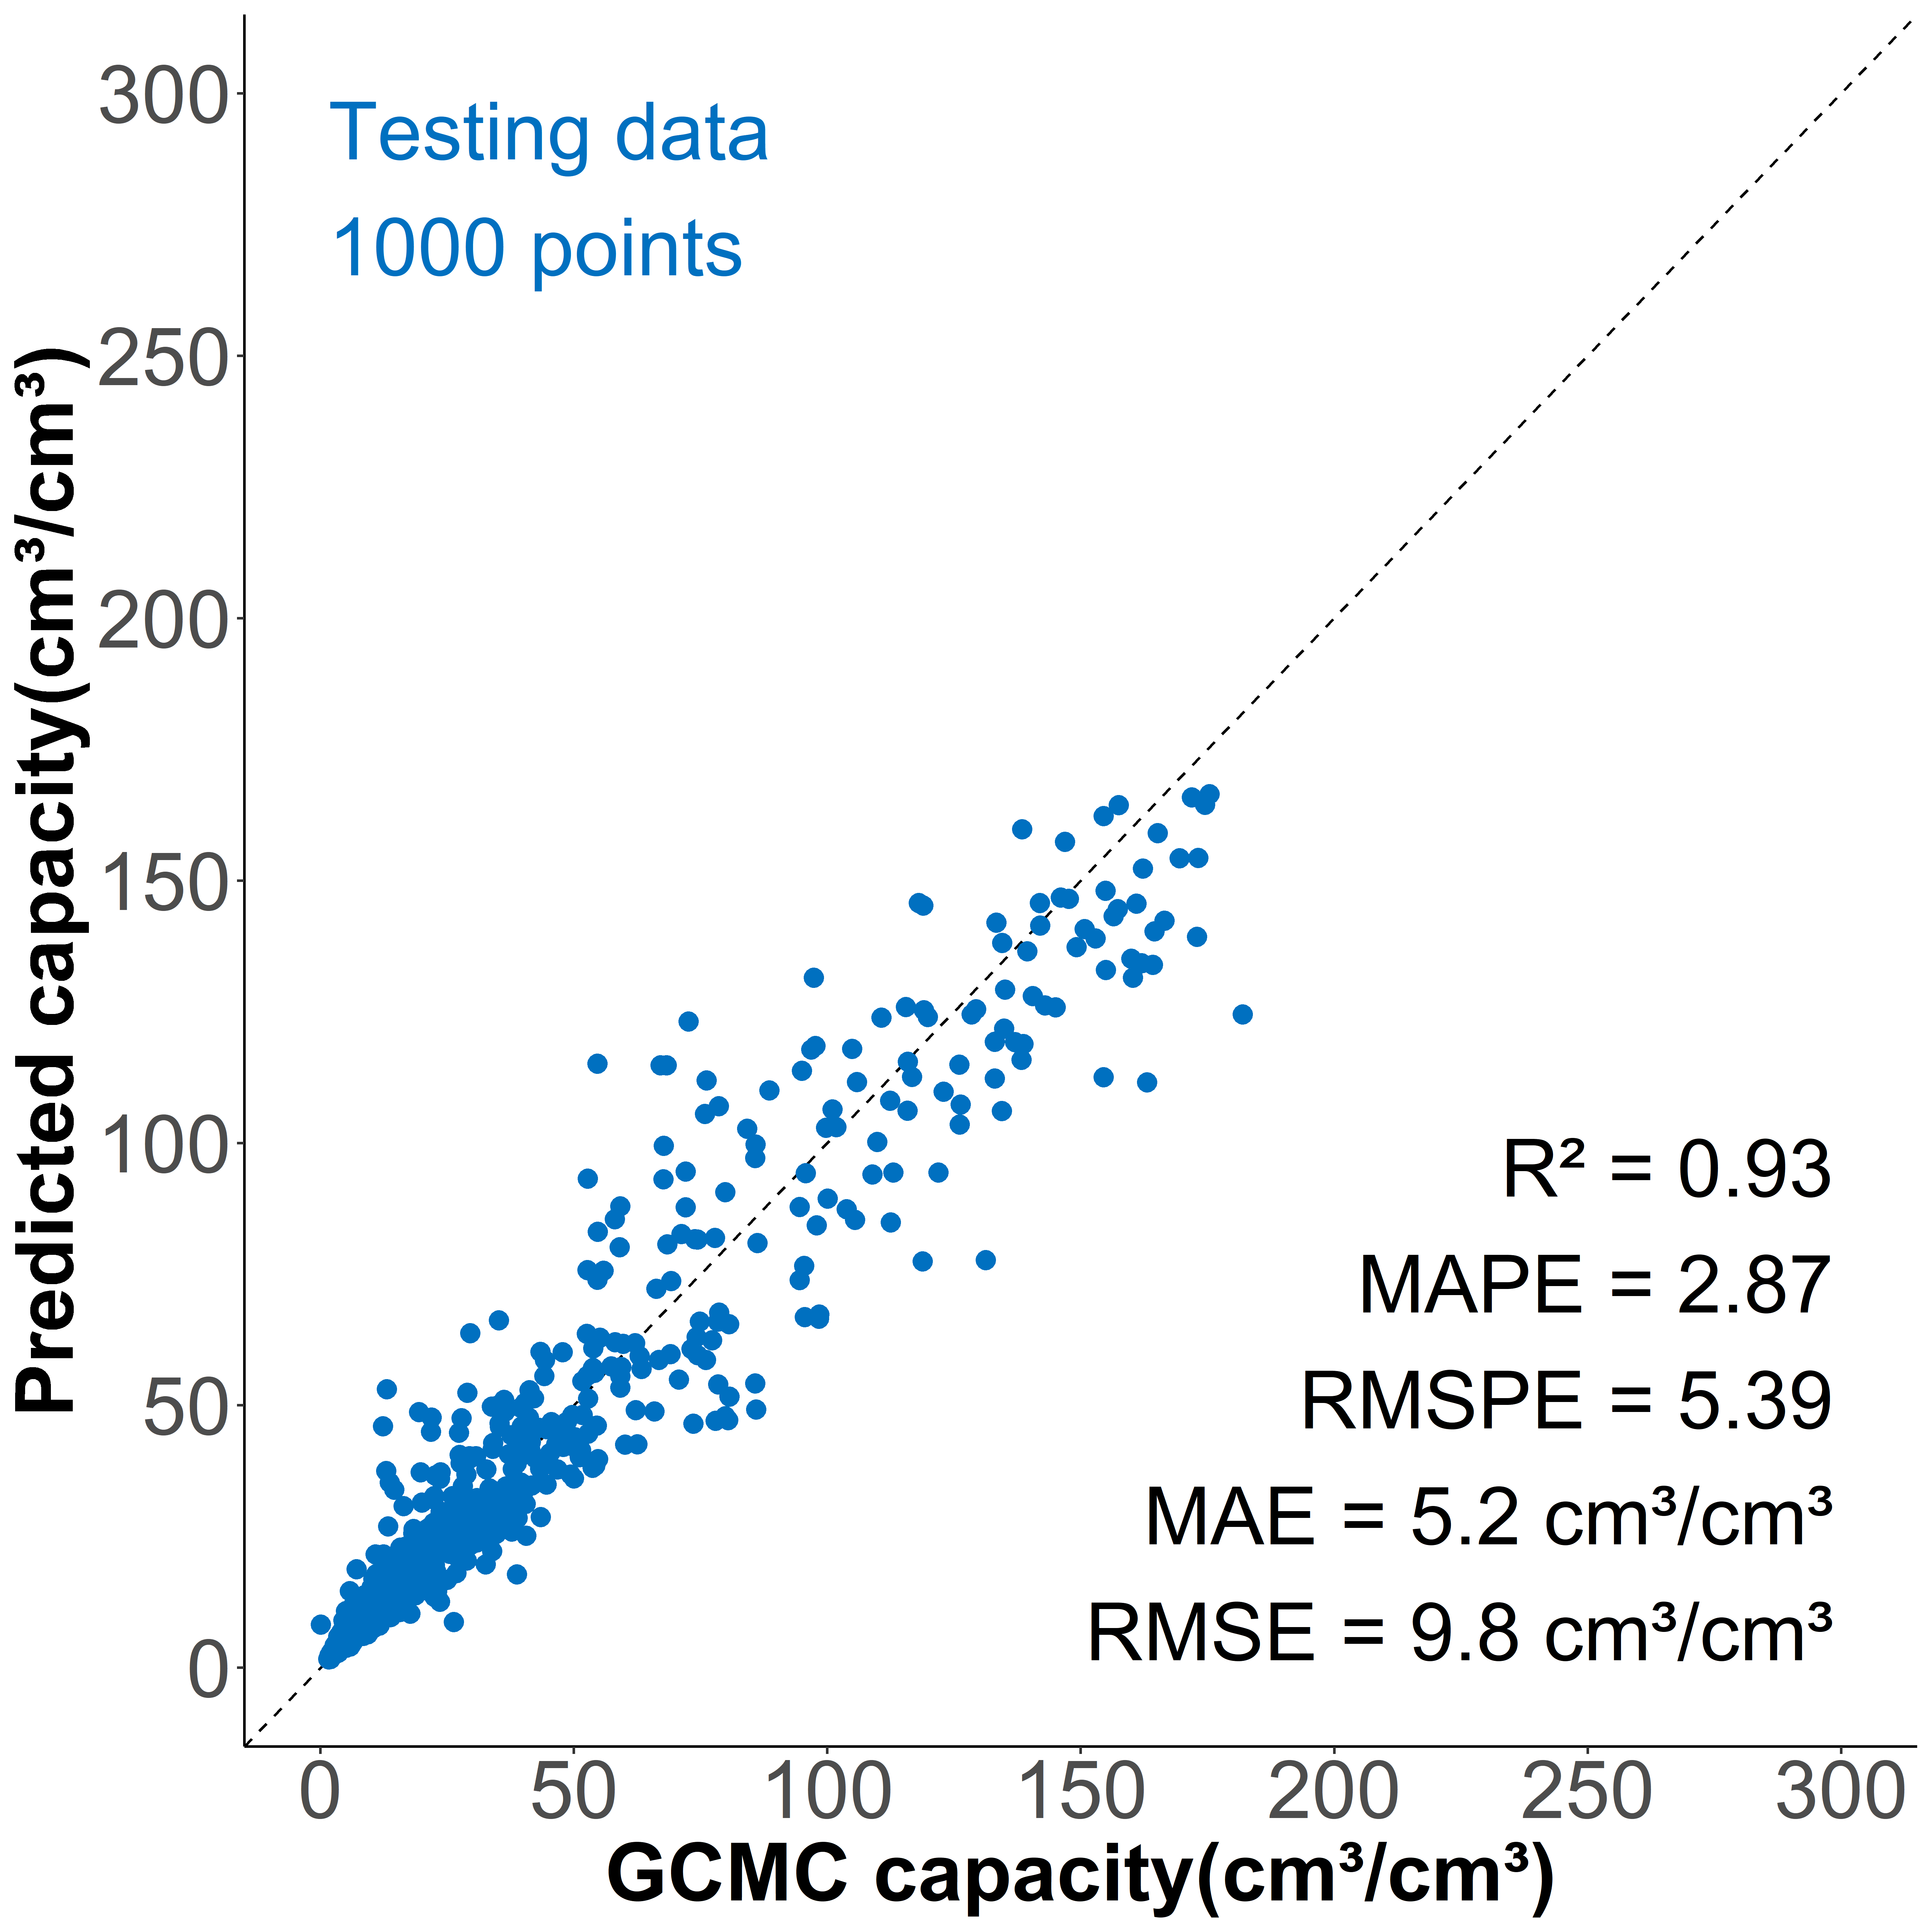 Predicted capacity(cm³/cm³)
300
250
200
150
100
50
0
Testing data
1000 points
R² = 0.93
MAPE = 2.87
RMSPE = 5.39
MAE = 5.2 cm³/cm³
RMSE = 9.8 cm³/cm³
0 50 100 150 200 250 300
GCMC capacity(cm³/cm³)